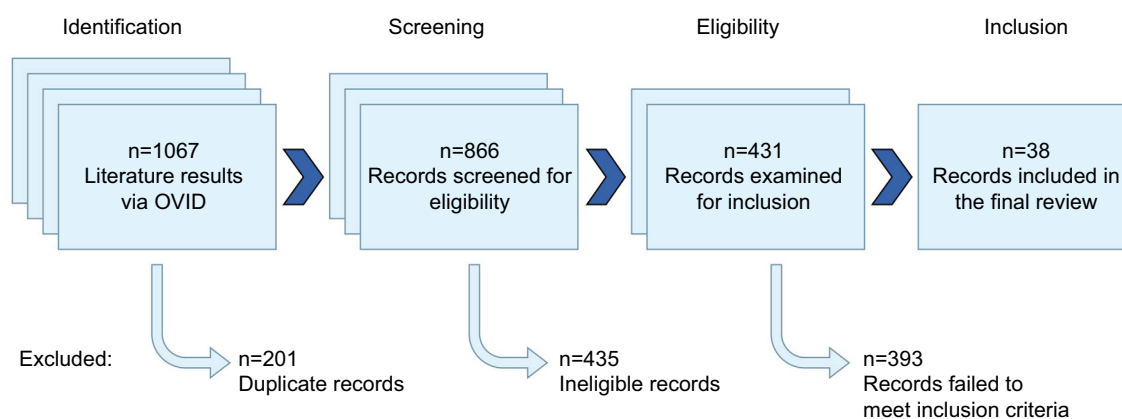 Identification
Screening
Eligibility
Inclusion
n=1067
Literature results
via OVID
n=866
Records screened for
eligibility
n=431
Records examined
for inclusion
n=38
Records included in
the final review
Excluded:
n=201
Duplicate records
n=435
Ineligible records
n=393
Records failed to
meet inclusion criteria